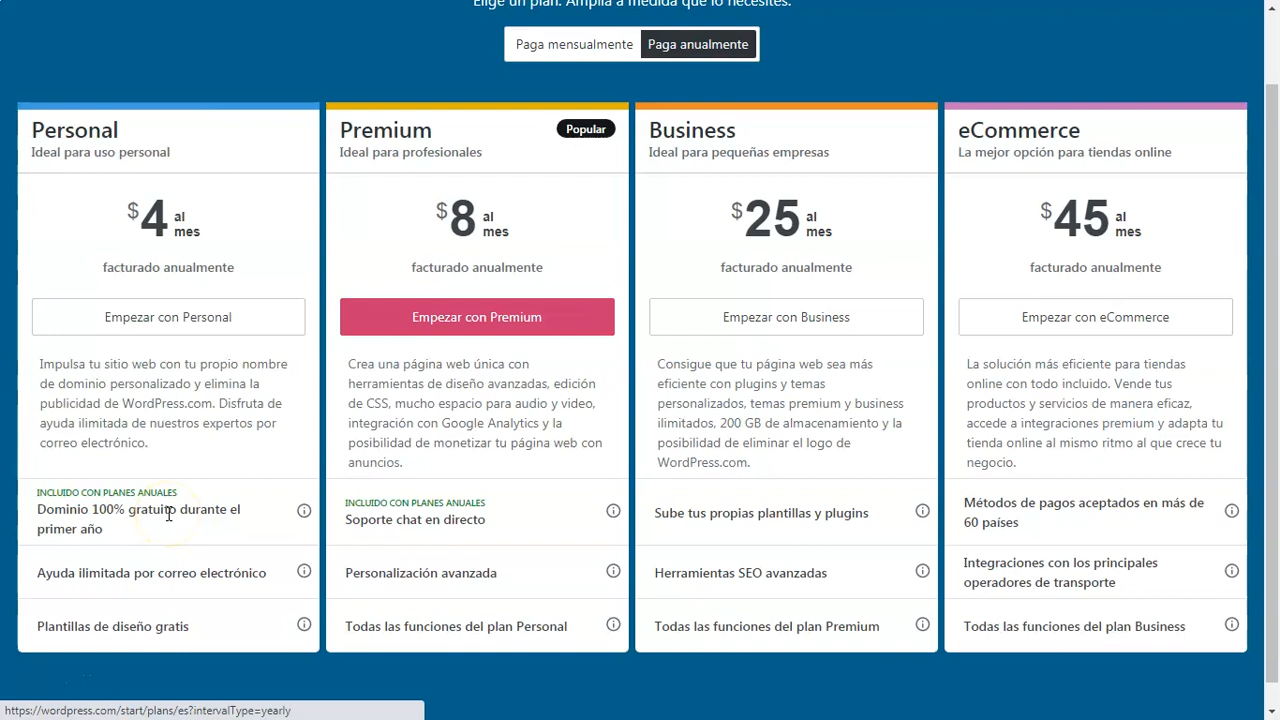 Elige un plan. Amplía a medida que lo necesites.
Paga mensualmente
Paga anualmente
Personal
Ideal para uso personal
$4 al mes
facturado anualmente
Empezar con Personal
Impulsa tu sitio web con tu propio nombre
de dominio personalizado y elimina la
publicidad de WordPress.com. Disfruta de
ayuda ilimitada de nuestros expertos por
correo electrónico.
INCLUIDO CON PLANES ANUALES
Dominio 100% gratuito durante el
primer año
Ayuda ilimitada por correo electrónico
Plantillas de diseño gratis
Premium
Popular
Ideal para profesionales
$8 al mes
facturado anualmente
Empezar con Premium
Crea una página web única con
herramientas de diseño avanzadas, edición
de CSS, mucho espacio para audio y video,
integración con Google Analytics y la
posibilidad de monetizar tu página web con
anuncios.
INCLUIDO CON PLANES ANUALES
Soporte chat en directo
Personalización avanzada
Todas las funciones del plan Personal
Business
Ideal para pequeñas empresas
$25 al mes
facturado anualmente
Empezar con Business
Consigue que tu página web sea más
eficiente con plugins y temas
personalizados, temas premium y business
ilimitados, 200 GB de almacenamiento y la
posibilidad de eliminar el logo de
WordPress.com.
Sube tus propias plantillas y plugins
Herramientas SEO avanzadas
Todas las funciones del plan Premium
eCommerce
La mejor opción para tiendas online
$45 al mes
facturado anualmente
Empezar con eCommerce
La solución más eficiente para tiendas
online con todo incluido. Vende tus
productos y servicios de manera eficaz,
accede a integraciones premium y adapta tu
tienda online al mismo ritmo al que crece tu
negocio.
Métodos de pagos aceptados en más de
60 países
Integraciones con los principales
operadores de transporte
Todas las funciones del plan Business
https://wordpress.com/start/plans/es?intervalType=yearly